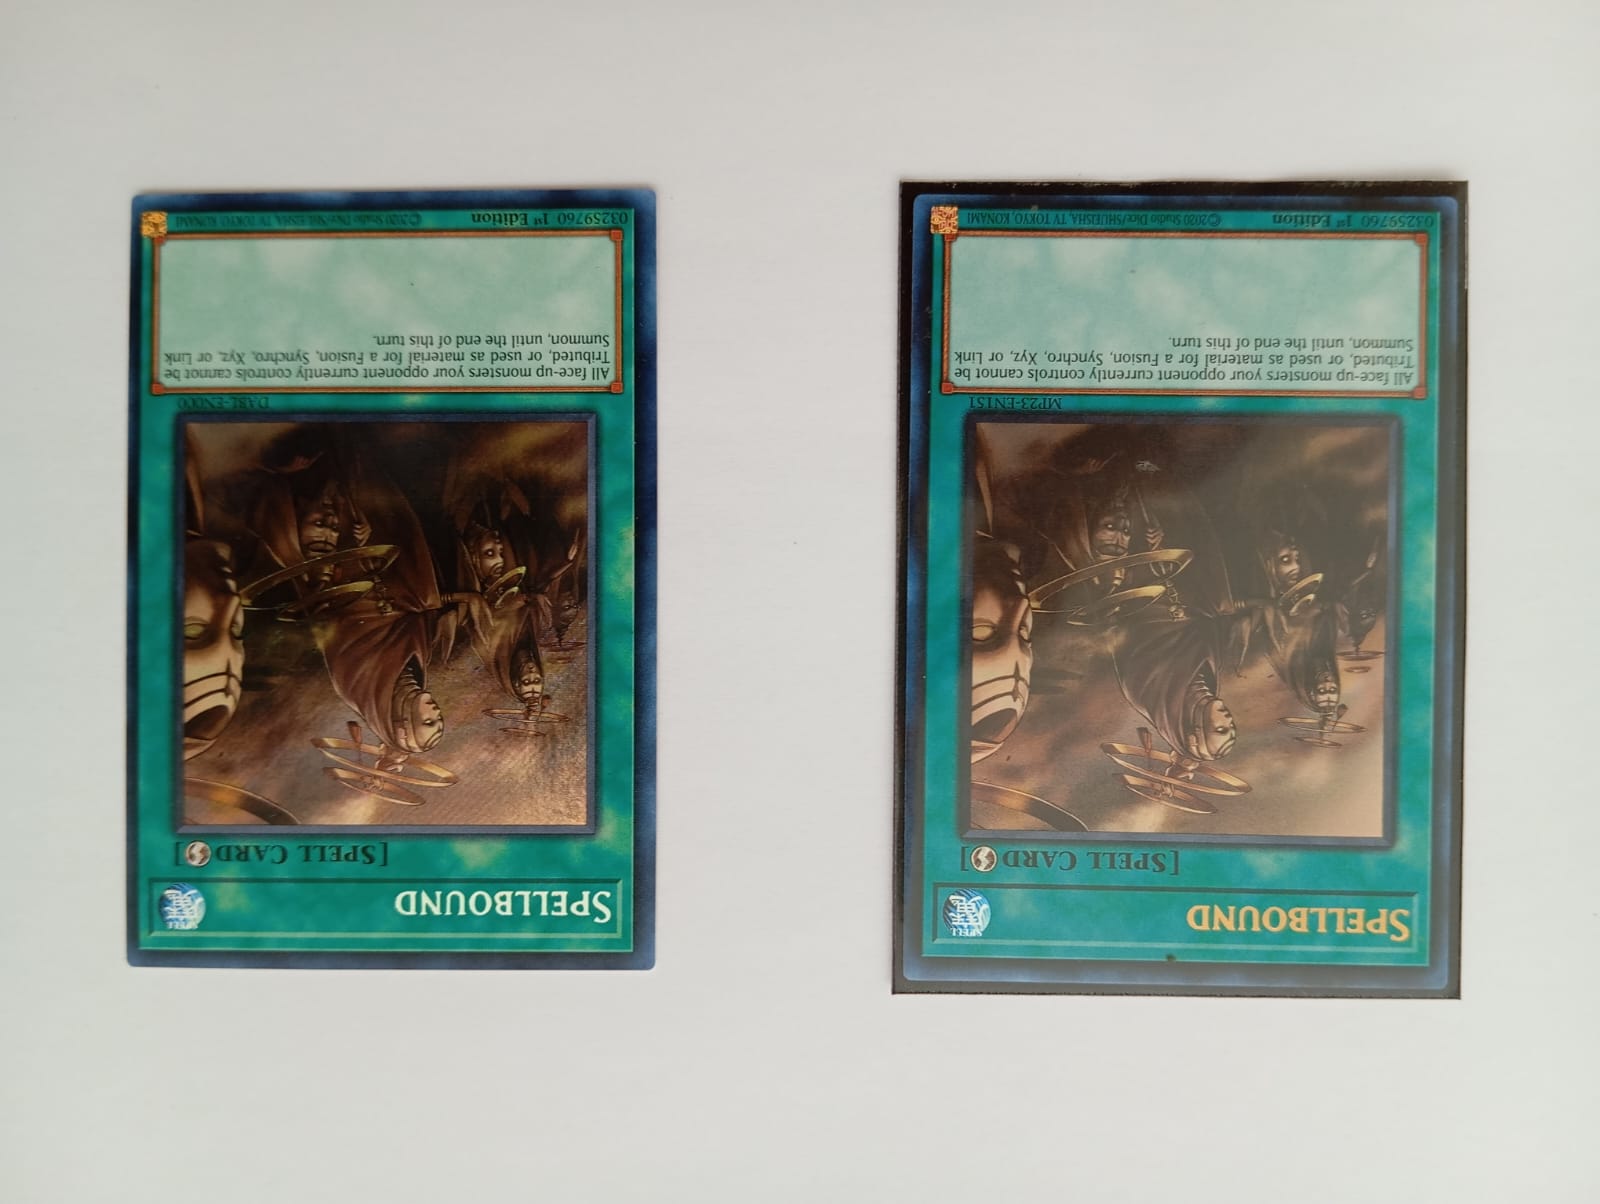 SPELLBOUND
SPELL
魔
[SPELL CARD]
MP23-EN151
All face-up monsters your opponent currently controls cannot be
Tributed, or used as material for a Fusion, Synchro, Xyz, or Link
Summon, until the end of this turn.
03259760 1st Edition ©2020 Studio Dice/SHUEISHA, TV TOKYO, KONAMI
SPELLBOUND
SPELL
魔
[SPELL CARD]
DABL-EN000
All face-up monsters your opponent currently controls cannot be
Tributed, or used as material for a Fusion, Synchro, Xyz, or Link
Summon, until the end of this turn.
03259760 1st Edition ©2020 Studio Dice/SHUEISHA, TV TOKYO, KONAMI